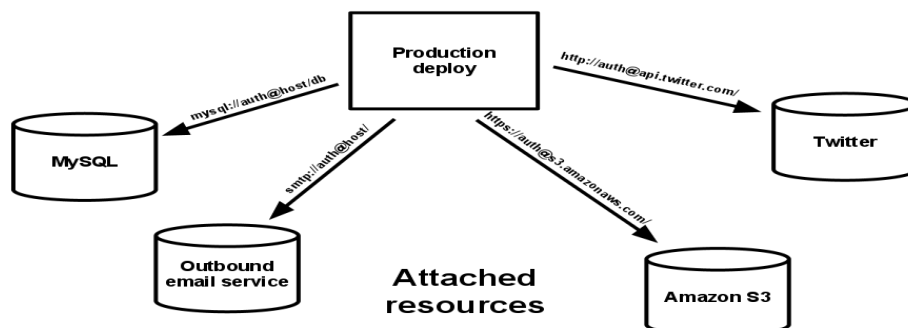 Production
deploy
mysql://auth@host/db
smtp://auth@host/
https://auth@s3.amazonaws.com/
http://auth@api.twitter.com/
MySQL
Twitter
Outbound
email service
Attached
resources
Amazon S3